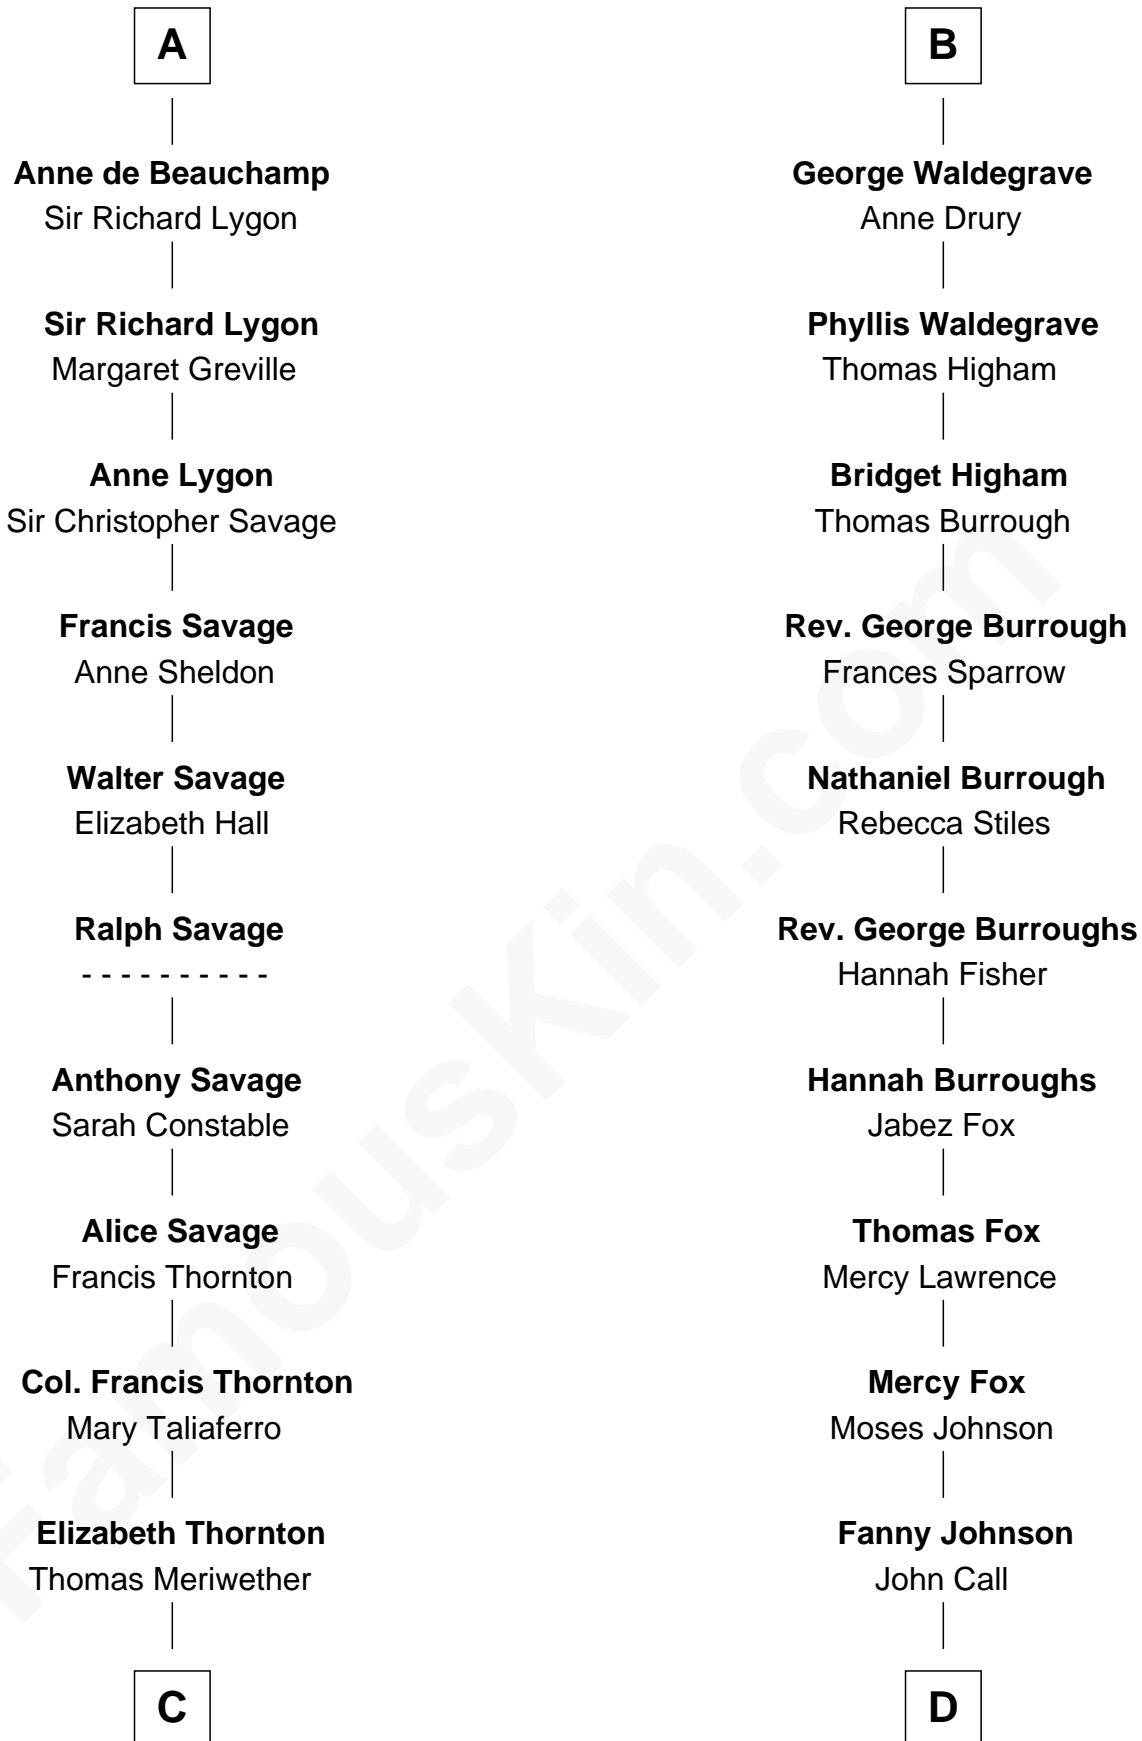 A
Anne de Beauchamp
Sir Richard Lygon
Sir Richard Lygon
Margaret Greville
Anne Lygon
Sir Christopher Savage
Francis Savage
Anne Sheldon
Walter Savage
Elizabeth Hall
Ralph Savage
- - - - - - - - - -
Anthony Savage
Sarah Constable
Alice Savage
Francis Thornton
Col. Francis Thornton
Mary Taliaferro
Elizabeth Thornton
Thomas Meriwether
C
B
George Waldegrave
Anne Drury
Phyllis Waldegrave
Thomas Higham
Bridget Higham
Thomas Burrough
Rev. George Burrough
Frances Sparrow
Nathaniel Burrough
Rebecca Stiles
Rev. George Burroughs
Hannah Fisher
Hannah Burroughs
Jabez Fox
Thomas Fox
Mercy Lawrence
Mercy Fox
Moses Johnson
Fanny Johnson
John Call
D
FamousKin.com